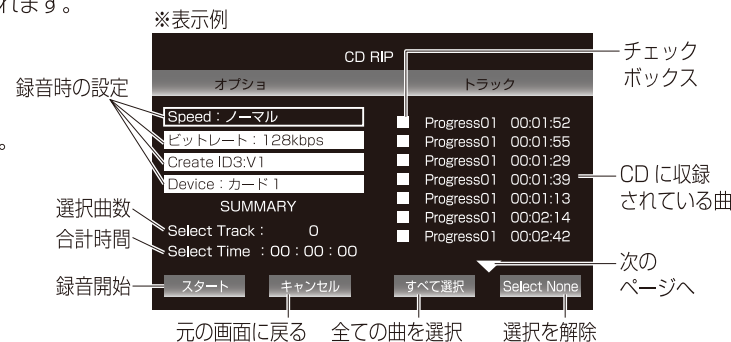 れます。
※表示例
CD RIP
チェック
ボックス
オプショ
トラック
録音時の設定
Speed：ノーマル
ビットレート：128kbps
Create ID3:V1
Device：カード1
。
Progress01 00:01:52
Progress01 00:01:55
Progress01 00:01:29
Progress01 00:01:39
Progress01 00:01:13
Progress01 00:02:14
Progress01 00:02:42
CDに収録
されている曲
SUMMARY
選択曲数
Select Track： 0
合計時間
Select Time ：00：00：00
次の
ページへ
録音開始
スタート
キャンセル
すべて選択
Select None
元の画面に戻る
全ての曲を選択
選択を解除